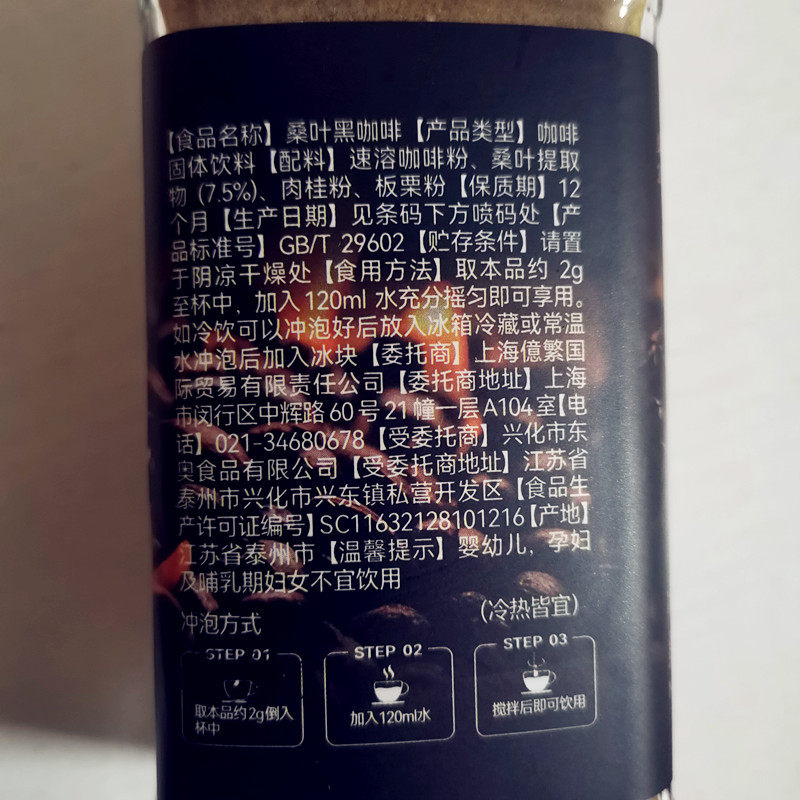 【食品名称】 桑叶黑咖啡【产品类型】咖啡
固体饮料【配料】速溶咖啡粉、桑叶提取
物 (7.5%)、肉桂粉、板栗粉【保质期】12
个月【生产日期】见条码下方喷码处【产
品标准号】GB/T 29602【贮存条件】请置
于阴凉干燥处【食用方法】取本品约 2g
至杯中，加入 120ml 水充分摇匀即可享用。
如冷饮可以冲泡好后放入冰箱冷藏或常温
水冲泡后加入冰块【委托商】上海億繁国
际贸易有限责任公司【委托商地址】上海
市闵行区中辉路 60 号 21 幢一层 A104 室【电
话】021-34680678【受委托商】兴化市东
奥食品有限公司【受委托商地址】江苏省
泰州市兴化市兴东镇私营开发区【食品生
产许可证编号】SC11632128101216【产地】
江苏省泰州市【温馨提示】婴幼儿，孕妇
及哺乳期妇女不宜饮用
冲泡方式 (冷热皆宜)
STEP 01 STEP 02 STEP 03
取本品约2g倒入 加入120ml水 搅拌后即可饮用
杯中